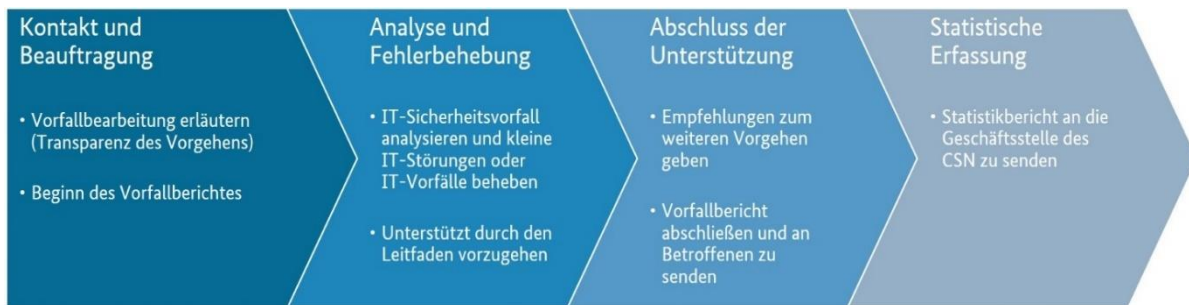 Kontakt und
Beauftragung
• Vorfallbearbeitung erläutern
(Transparenz des Vorgehens)
• Beginn des Vorfallberichtes
Analyse und
Fehlerbehebung
• IT-Sicherheitsvorfall
analysieren und kleine
IT-Störungen oder
IT-Vorfälle beheben
• Unterstützt durch den
Leitfaden vorzugehen
Abschluss der
Unterstützung
• Empfehlungen zum
weiteren Vorgehen
geben
• Vorfallbericht
abschließen und an
Betroffenen zu
senden
Statistische
Erfassung
• Statistikbericht an die
Geschäftsstelle des
CSN zu senden